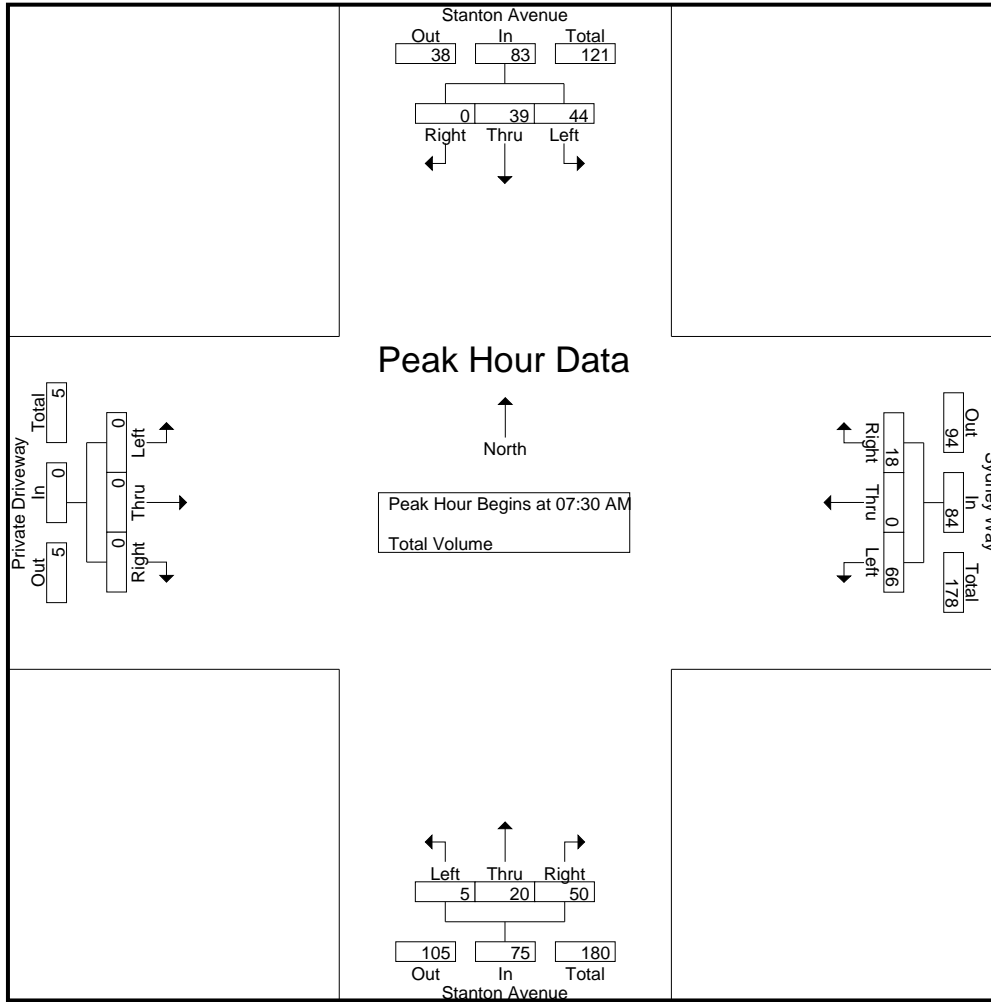 Stanton Avenue
Out In Total
38 83 121
0 39 44
Right Thru Left
Peak Hour Data
North
Peak Hour Begins at 07:30 AM
Total Volume
Private Driveway
Total In Out
5 0 5
0 0 0
Left Thru Right
Right Thru Left
18 0 66
Out In Total
94 84 178
Sydney Way
Left Thru Right
5 20 50
105 75 180
Out In Total
Stanton Avenue